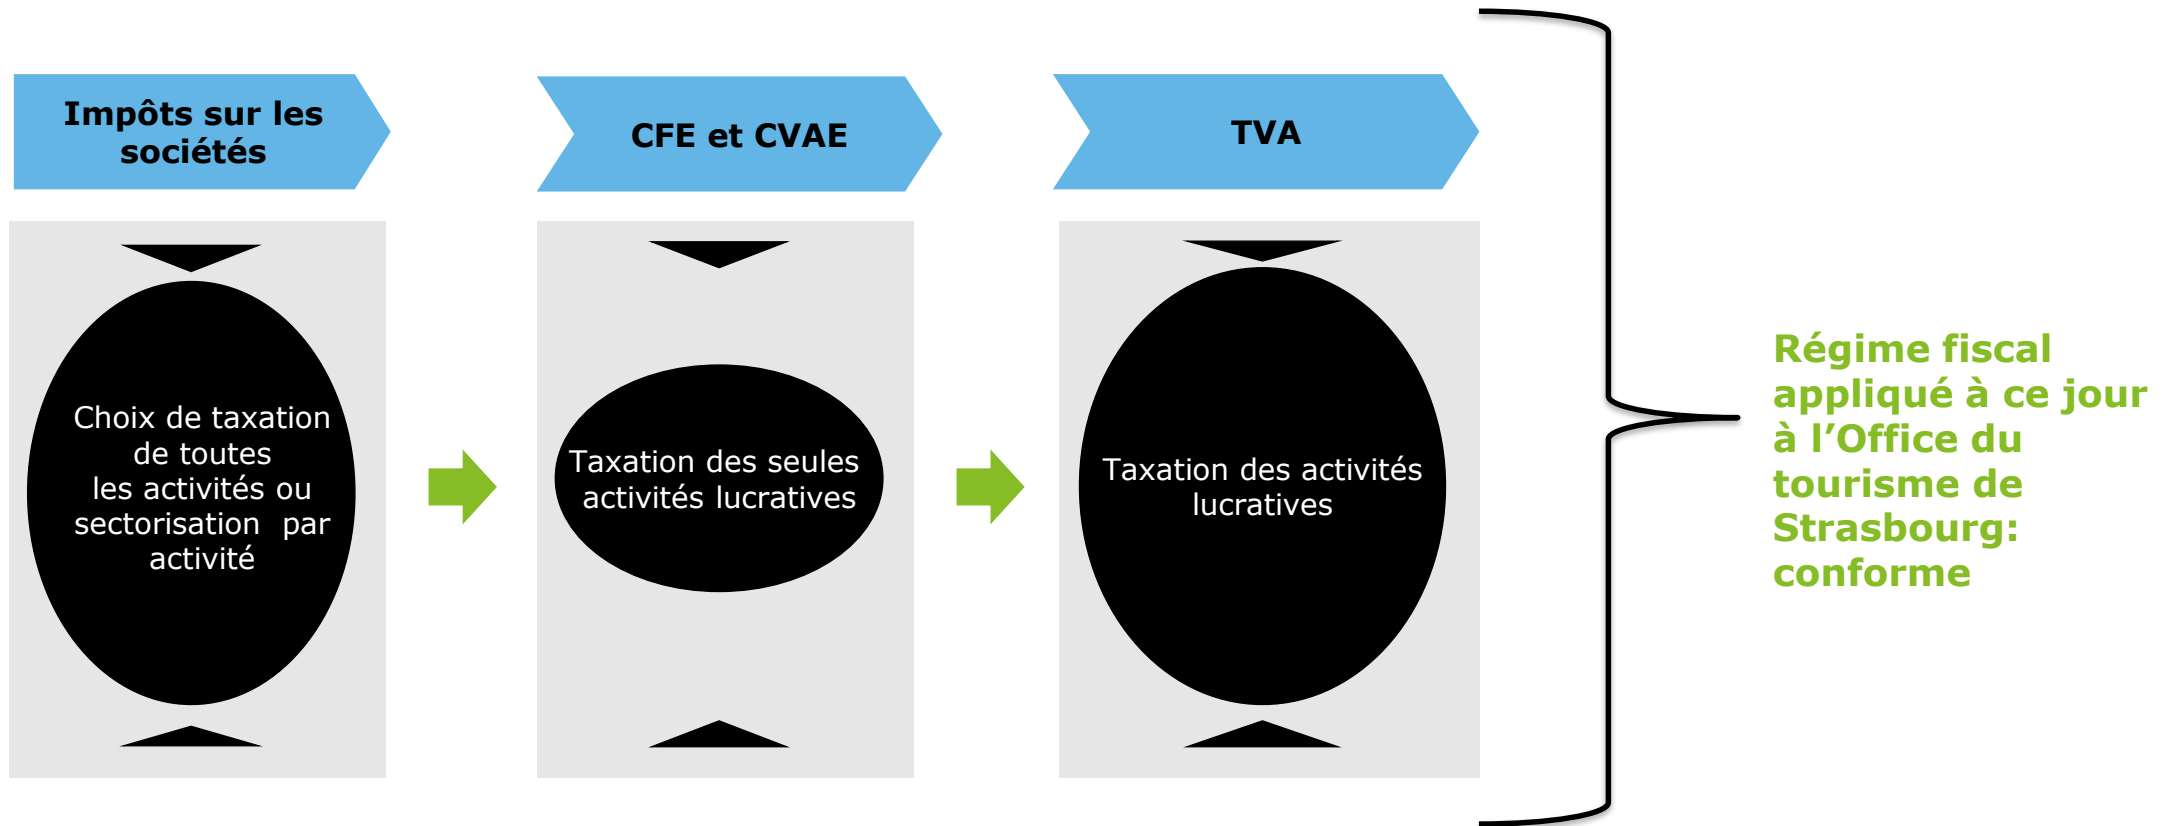 Impôts sur les
sociétés
CFE et CVAE
TVA
Choix de taxation
de toutes
les activités ou
sectorisation  par
activité
Taxation des seules
activités lucratives
Taxation des activités
lucratives
Régime fiscal
appliqué à ce jour
à l’Office du
tourisme de
Strasbourg:
conforme